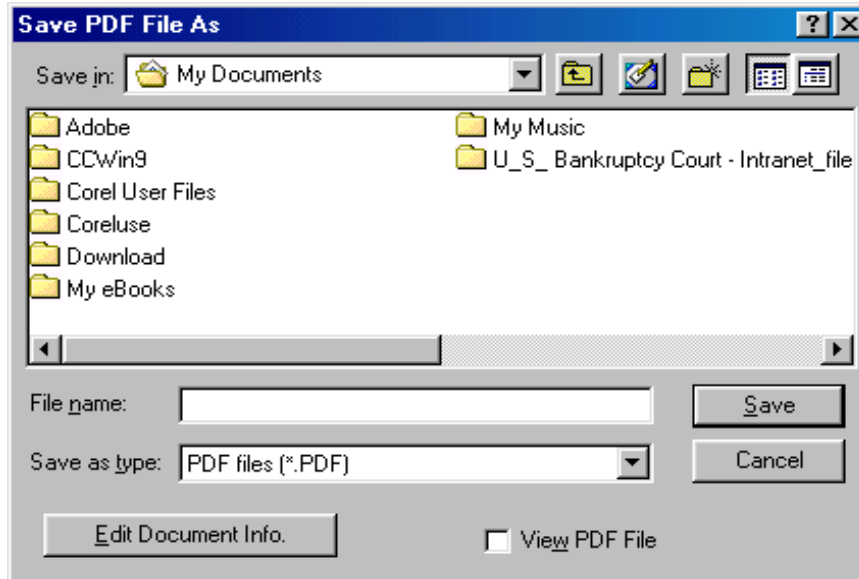 Save PDF File As
Save in: My Documents
Adobe
CCWin9
Corel User Files
Coreluse
Download
My eBooks
My Music
U_S_ Bankruptcy Court - Intranet_file
File name:
Save
Save as type: PDF files (*.PDF)
Cancel
Edit Document Info.
View PDF File